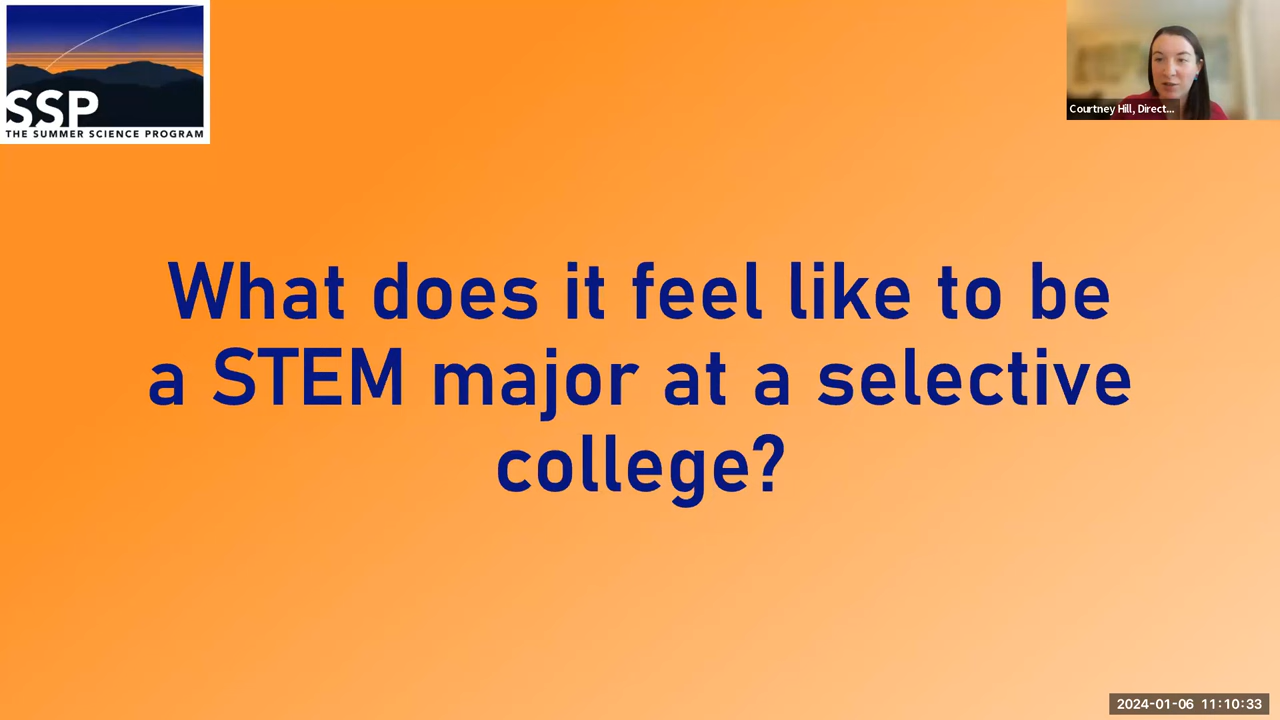 SSP
THE SUMMER SCIENCE PROGRAM
Courtney Hill, Direct...
What does it feel like to be
a STEM major at a selective
college?
2024-01-06 11:10:33